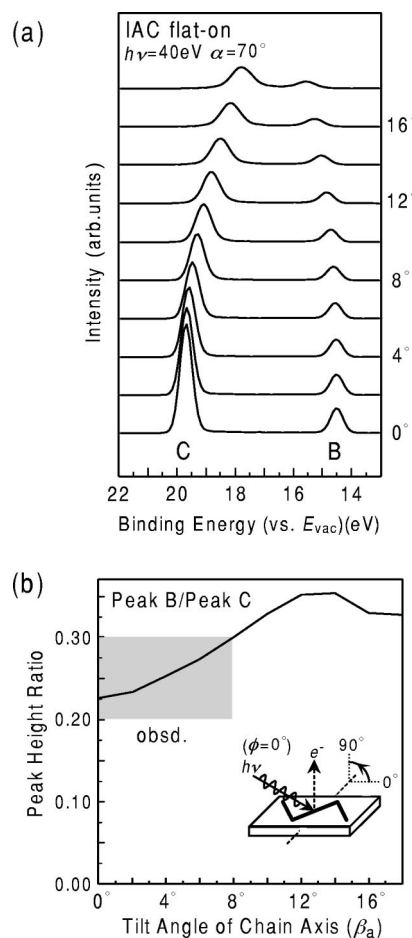 (a)
IAC flat-on
hν=40eV α=70°
16°
12°
8°
4°
0°
Intensity (arb.units)
C
B
22 20 18 16 14
Binding Energy (vs. Evac)(eV)
(b)
Peak B/Peak C
0.30
0.20
0.10
0.00
Peak Height Ratio
obsd.
(ϕ=0°)
hν
e-
90°
0°
0° 4° 8° 12° 16°
Tilt Angle of Chain Axis (βa)